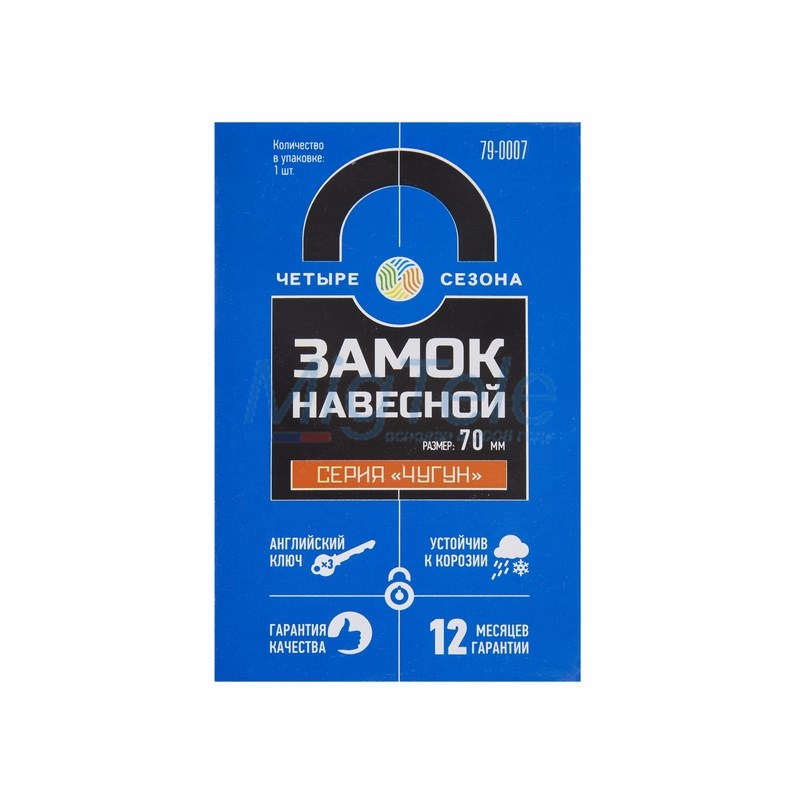 Количество
в упаковке:
1 шт.
79-0007
ЧЕТЫРЕ СЕЗОНА
ЗАМОК
НАВЕСНОЙ
РАЗМЕР: 70 ММ
СЕРИЯ «ЧУГУН»
АНГЛИЙСКИЙ
КЛЮЧ
x3
УСТОЙЧИВ
К КОРОЗИИ
ГАРАНТИЯ
КАЧЕСТВА
12 МЕСЯЦЕВ
ГАРАНТИИ
MigTele